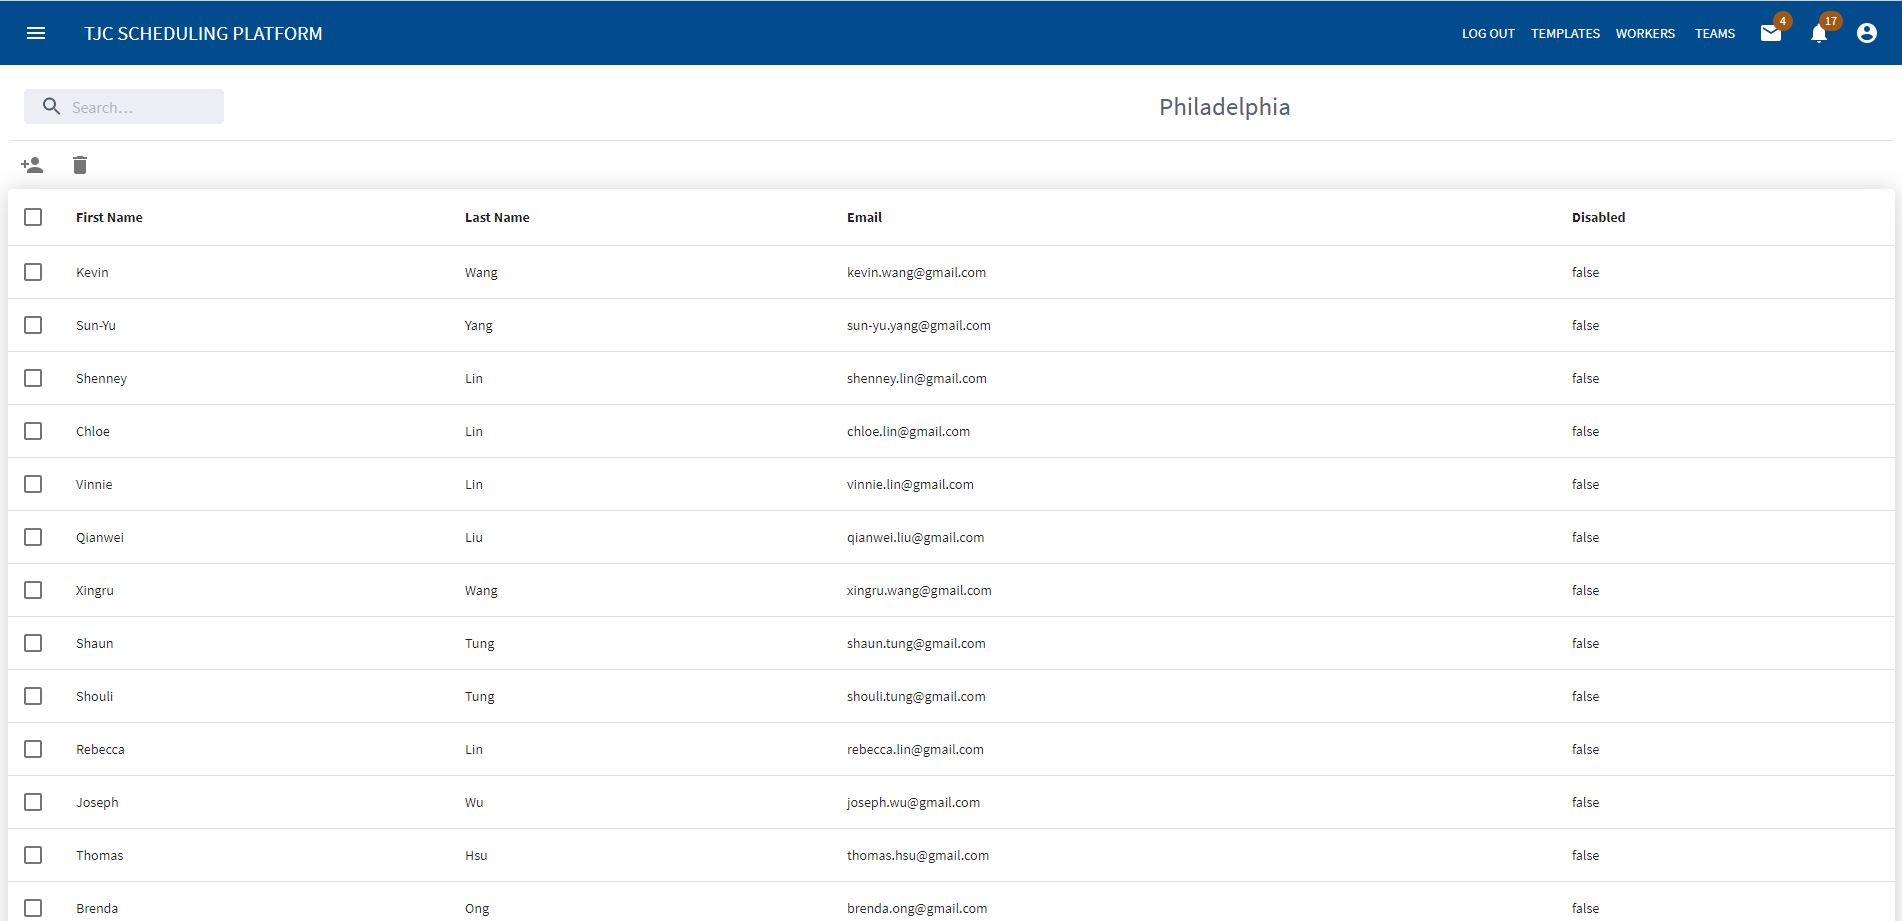 TJC SCHEDULING PLATFORM LOG OUT TEMPLATES WORKERS TEAMS 4 17
Search... Philadelphia
First Name Last Name Email Disabled
Kevin Wang kevin.wang@gmail.com false
Sun-Yu Yang sun-yu.yang@gmail.com false
Shenney Lin shenney.lin@gmail.com false
Chloe Lin chloe.lin@gmail.com false
Vinnie Lin vinnie.lin@gmail.com false
Qianwei Liu qianwei.liu@gmail.com false
Xingru Wang xingru.wang@gmail.com false
Shaun Tung shaun.tung@gmail.com false
Shouli Tung shouli.tung@gmail.com false
Rebecca Lin rebecca.lin@gmail.com false
Joseph Wu joseph.wu@gmail.com false
Thomas Hsu thomas.hsu@gmail.com false
Brenda Ong brenda.ong@gmail.com false